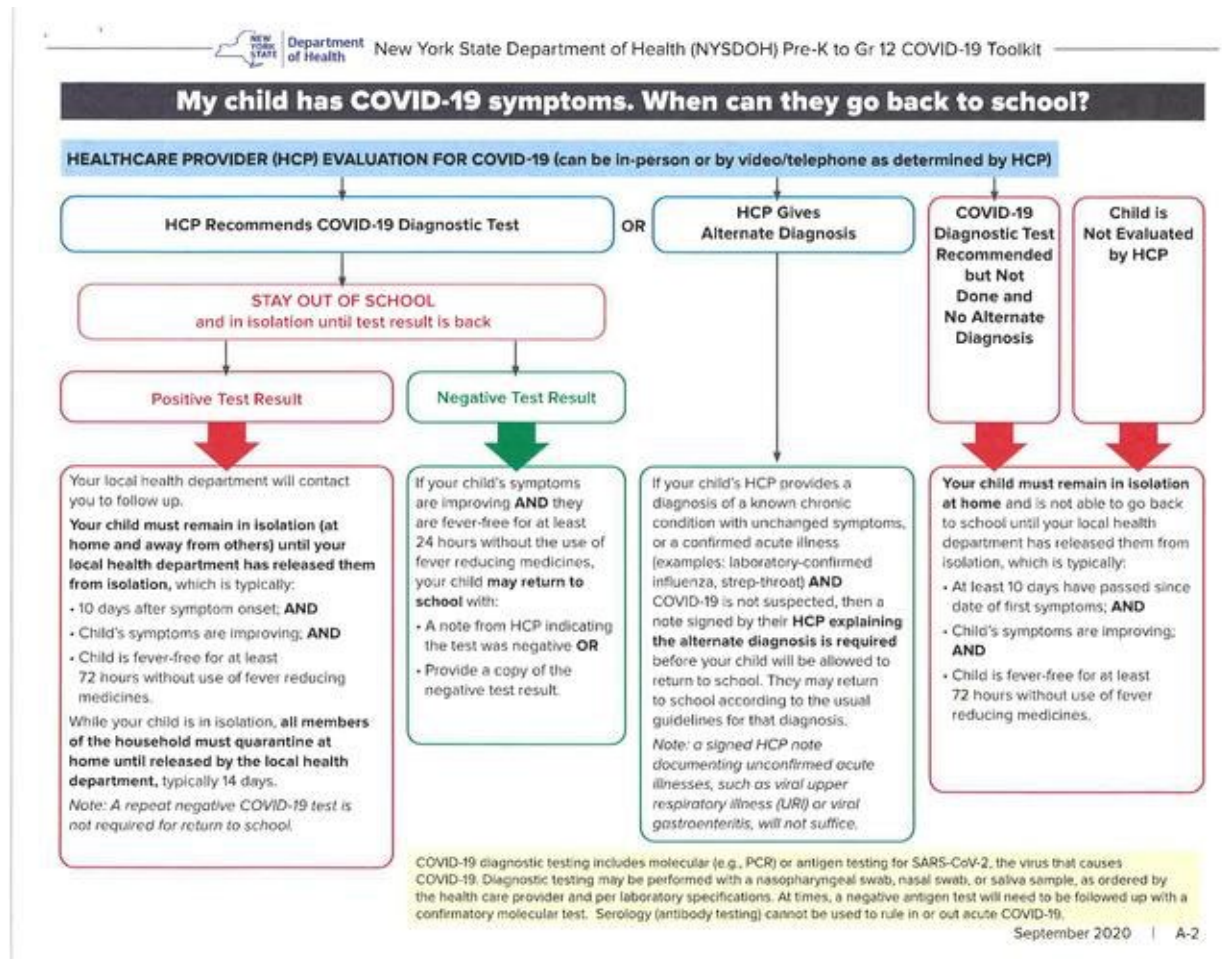 NEW
YORK
STATE
Department
of Health
New York State Department of Health (NYSDOH) Pre-K to Gr 12 COVID-19 Toolkit
My child has COVID-19 symptoms. When can they go back to school?
HEALTHCARE PROVIDER (HCP) EVALUATION FOR COVID-19 (can be in-person or by video/telephone as determined by HCP)
HCP Recommends COVID-19 Diagnostic Test
OR
HCP Gives
Alternate Diagnosis
COVID-19
Diagnostic Test
Recommended
but Not
Done and
No Alternate
Diagnosis
Child is
Not Evaluated
by HCP
STAY OUT OF SCHOOL
and in isolation until test result is back
Positive Test Result
Negative Test Result
Your local health department will contact
you to follow up.
Your child must remain in isolation (at
home and away from others) until your
local health department has released them
from isolation, which is typically:
• 10 days after symptom onset; AND
• Child's symptoms are improving; AND
• Child is fever-free for at least
72 hours without use of fever reducing
medicines.
While your child is in isolation, all members
of the household must quarantine at
home until released by the local health
department, typically 14 days.
Note: A repeat negative COVID-19 test is
not required for return to school.
If your child's symptoms
are improving AND they
are fever-free for at least
24 hours without the use of
fever reducing medicines,
your child may return to
school with:
• A note from HCP indicating
the test was negative OR
• Provide a copy of the
negative test result.
If your child's HCP provides a
diagnosis of a known chronic
condition with unchanged symptoms,
or a confirmed acute illness
(examples: laboratory-confirmed
influenza, strep-throat) AND
COVID-19 is not suspected, then a
note signed by their HCP explaining
the alternate diagnosis is required
before your child will be allowed to
return to school. They may return
to school according to the usual
guidelines for that diagnosis.
Note: a signed HCP note
documenting unconfirmed acute
illnesses, such as viral upper
respiratory illness (URI) or viral
gastroenteritis, will not suffice.
Your child must remain in isolation
at home and is not able to go back
to school until your local health
department has released them from
isolation, which is typically:
• At least 10 days have passed since
date of first symptoms; AND
• Child's symptoms are improving;
AND
• Child is fever-free for at least
72 hours without use of fever
reducing medicines.
COVID-19 diagnostic testing includes molecular (e.g., PCR) or antigen testing for SARS-CoV-2, the virus that causes
COVID-19. Diagnostic testing may be performed with a nasopharyngeal swab, nasal swab, or saliva sample, as ordered by
the health care provider and per laboratory specifications. At times, a negative antigen test will need to be followed up with a
confirmatory molecular test. Serology (antibody testing) cannot be used to rule in or out acute COVID-19.
September 2020 | A-2